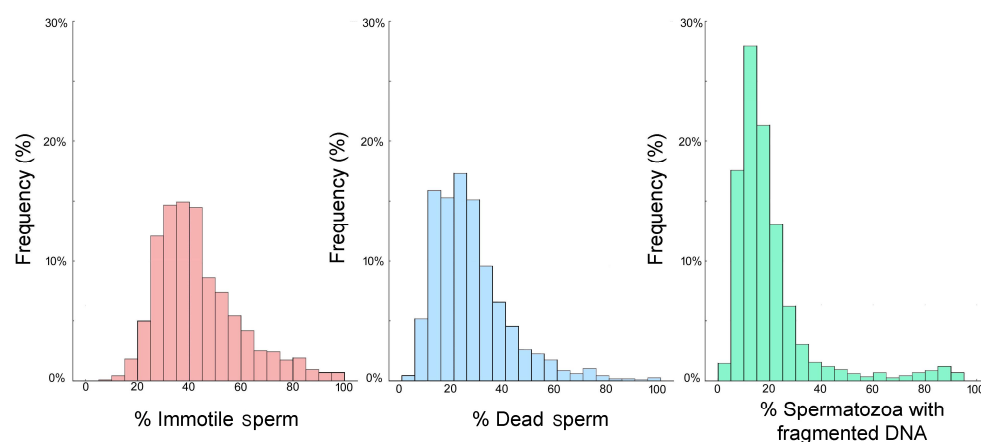 30%
20%
10%
0%
Frequency (%)
0 20 40 60 80 100
% Immotile sperm
30%
20%
10%
0%
Frequency (%)
0 20 40 60 80 100
% Dead sperm
30%
20%
10%
0%
Frequency (%)
0 20 40 60 80 100
% Spermatozoa with
fragmented DNA